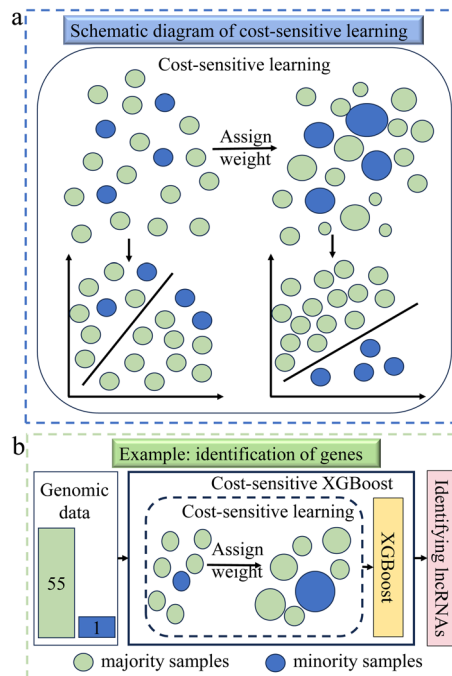 a
Schematic diagram of cost-sensitive learning
Cost-sensitive learning
Assign
weight
b
Example: identification of genes
Genomic
data
55
1
Cost-sensitive XGBoost
Cost-sensitive learning
Assign
weight
XGBoost
Identifying
lncRNAs
majority samples
minority samples